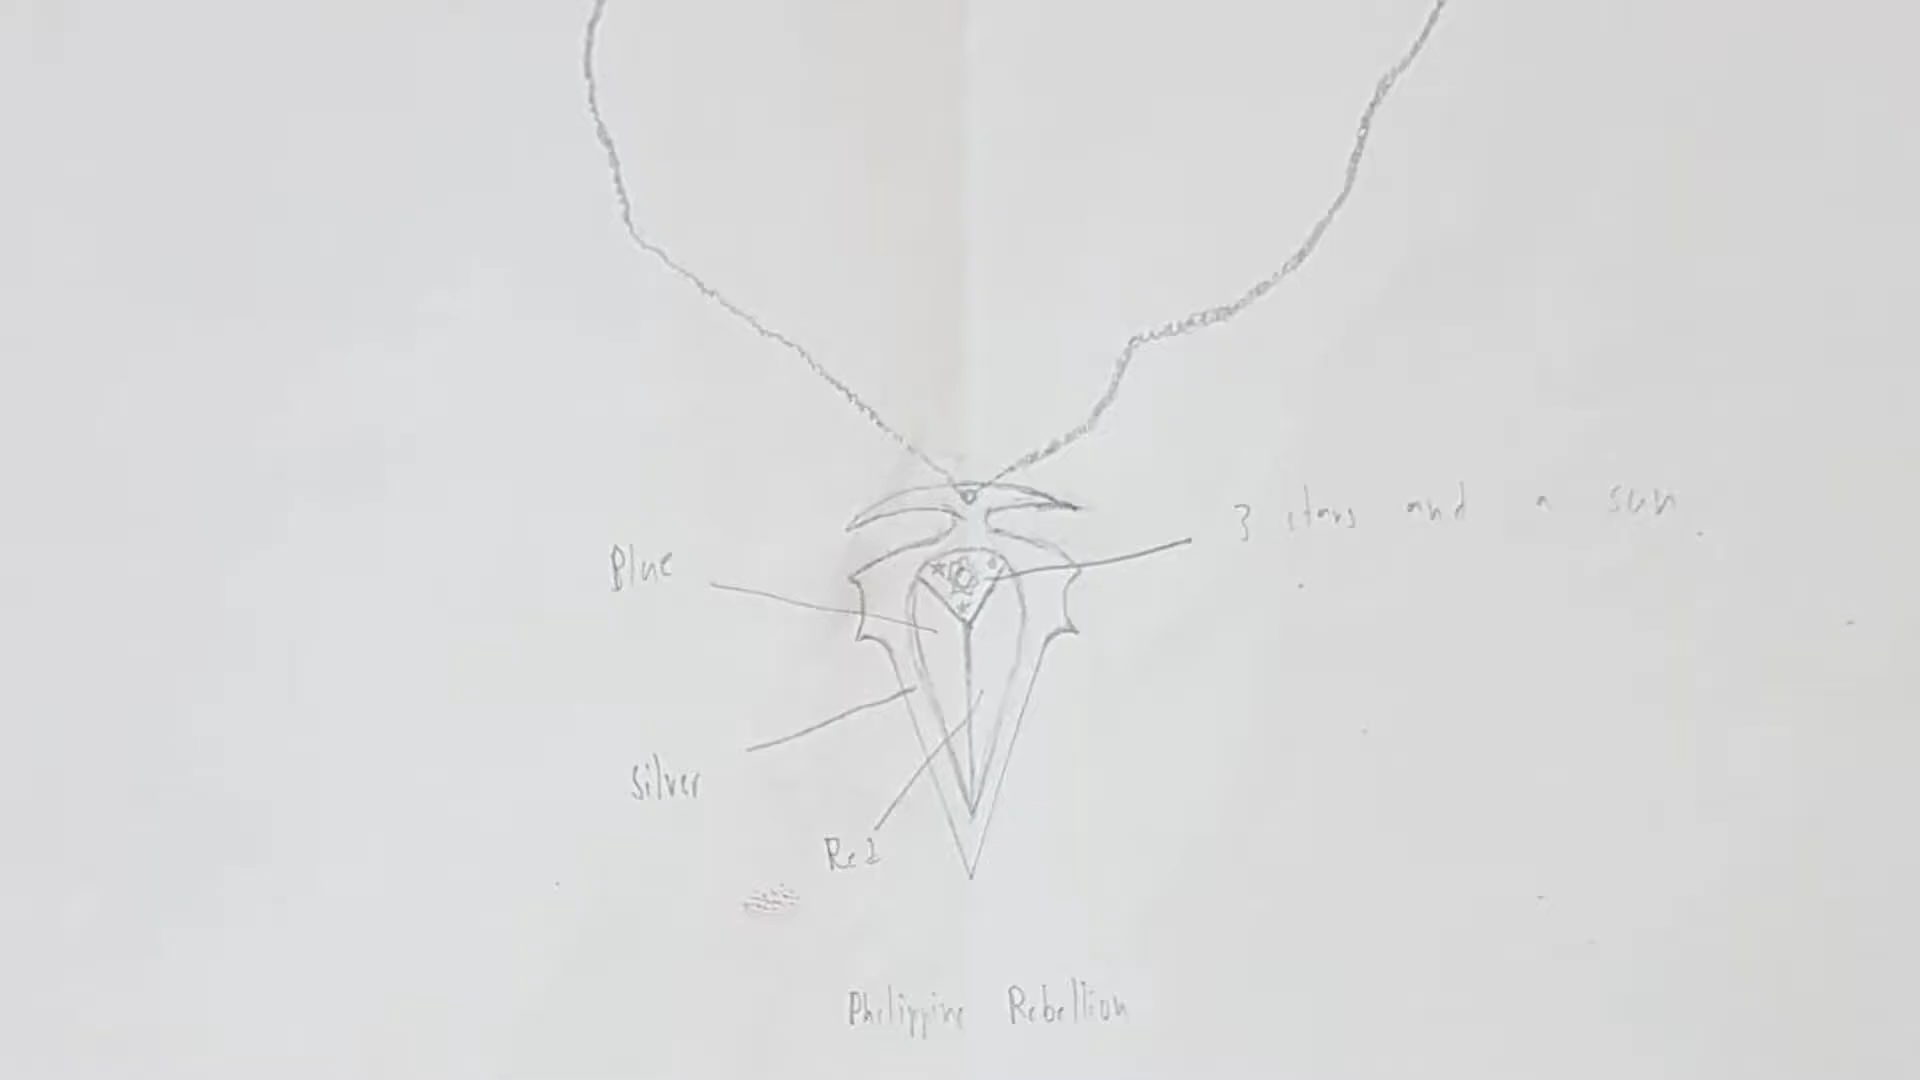 3 stars and a sun
Blue
Silver
Red
Philippine Rebellion